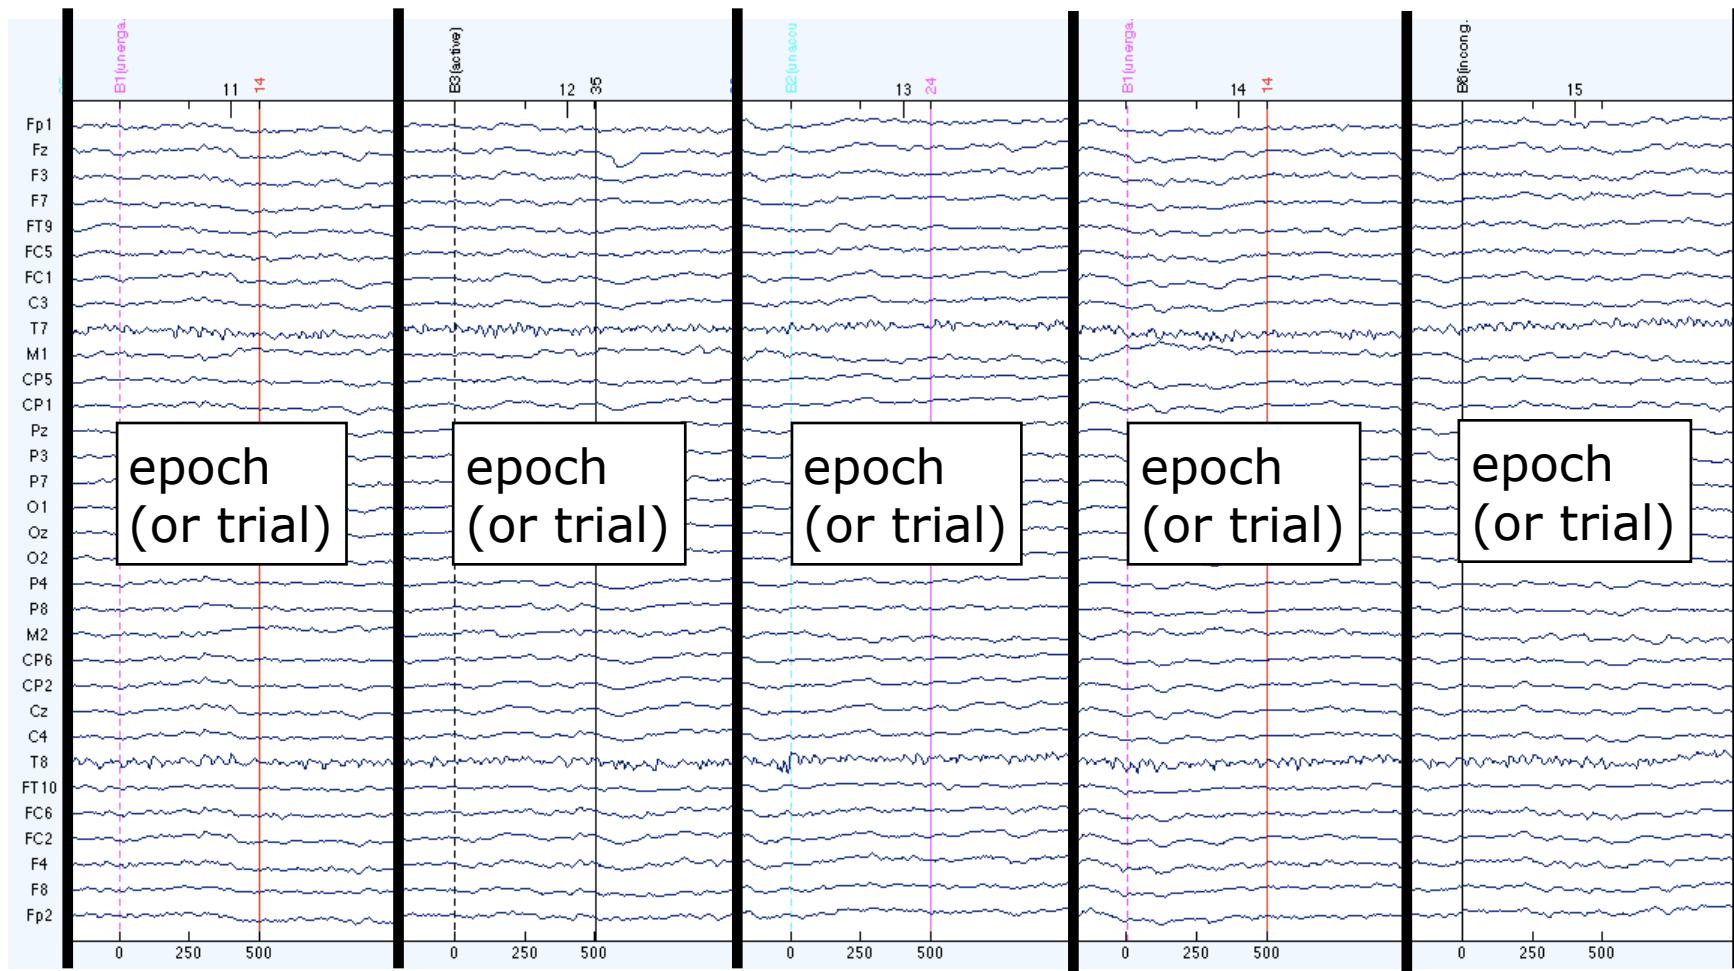 B1(unerga.
B3(active)
B2(unaccu
B1(unerga.
B6(incong.
11 14 12 35 13 24 14 14 15
Fp1
Fz
F3
F7
FT9
FC5
FC1
C3
T7
M1
CP5
CP1
Pz
P3
P7
O1
Oz
O2
P4
P8
M2
CP6
CP2
Cz
C4
T8
FT10
FC6
FC2
F4
F8
Fp2
epoch
(or trial)
epoch
(or trial)
epoch
(or trial)
epoch
(or trial)
epoch
(or trial)
0 250 500 0 250 500 0 250 500 0 250 500 0 250 500